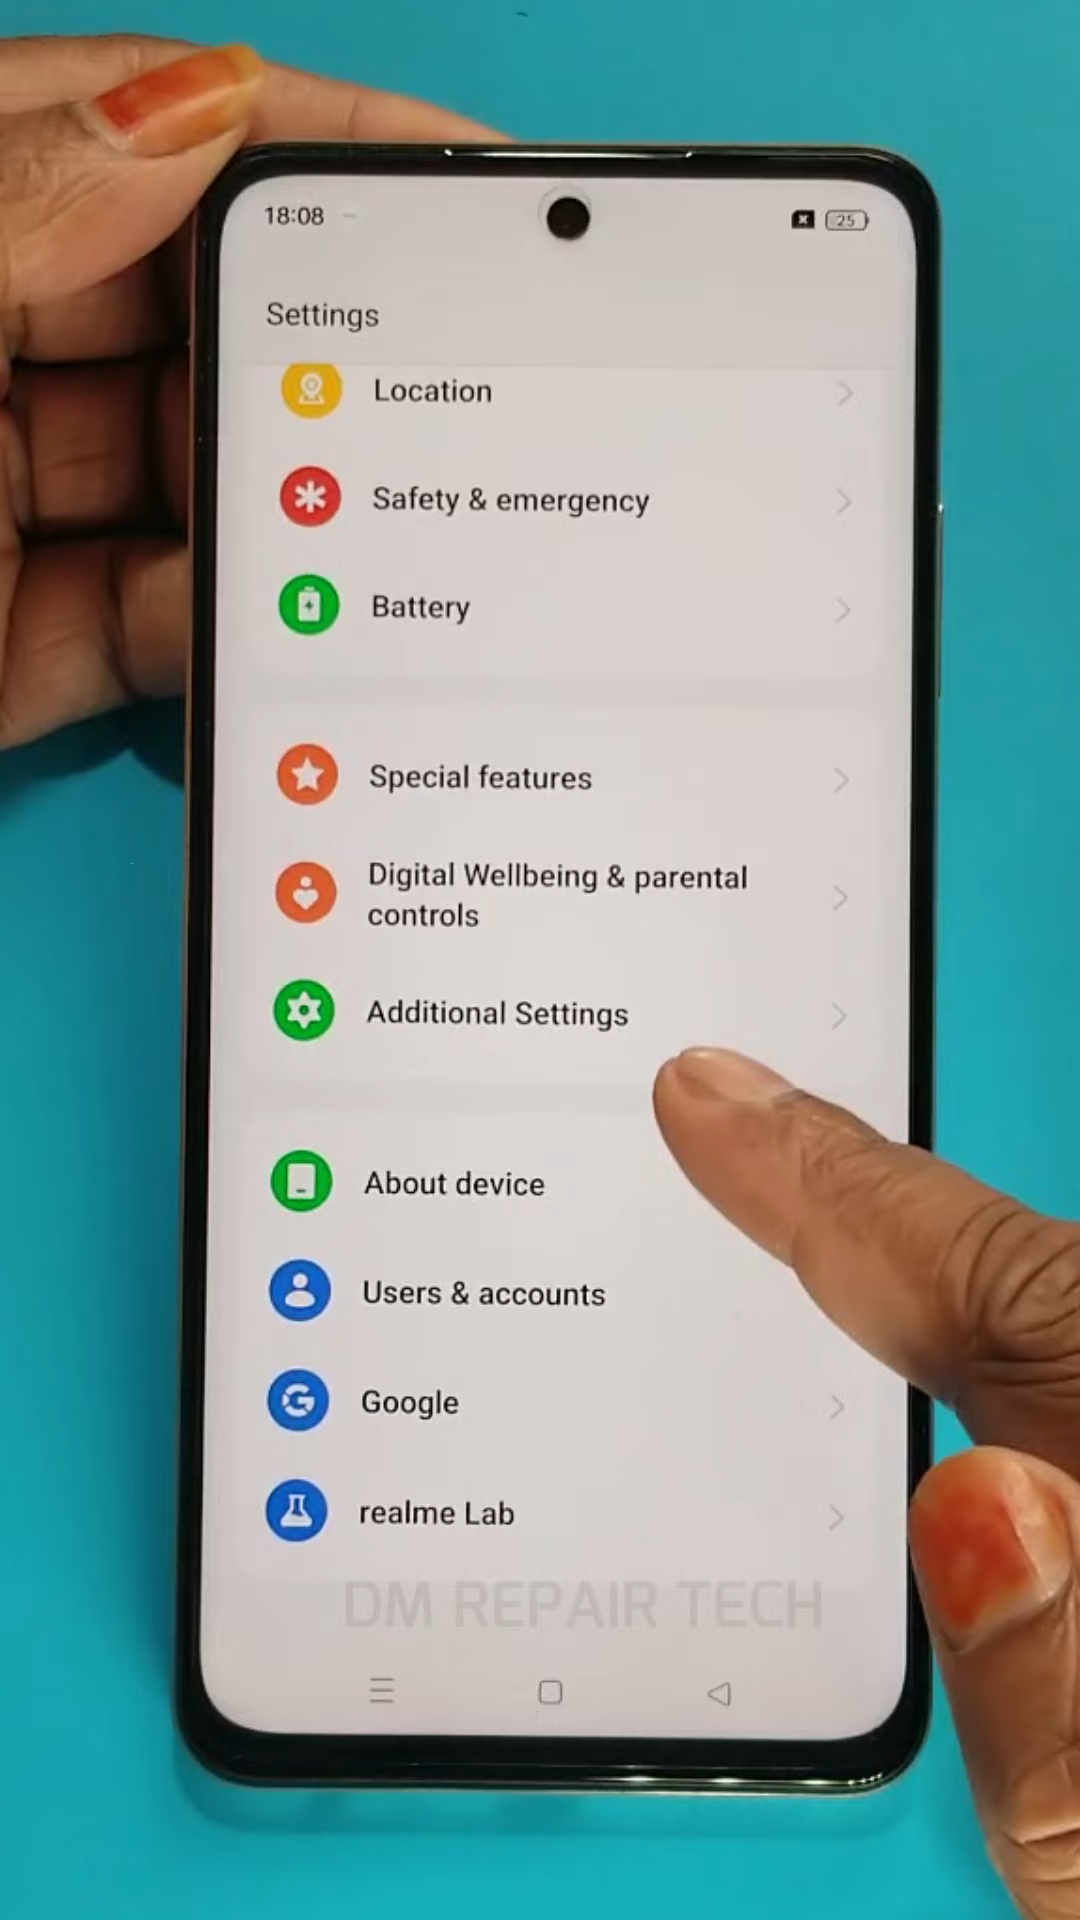 18:08
25
Settings
Location
Safety & emergency
Battery
Special features
Digital Wellbeing & parental
controls
Additional Settings
About device
Users & accounts
Google
realme Lab
DM REPAIR TECH